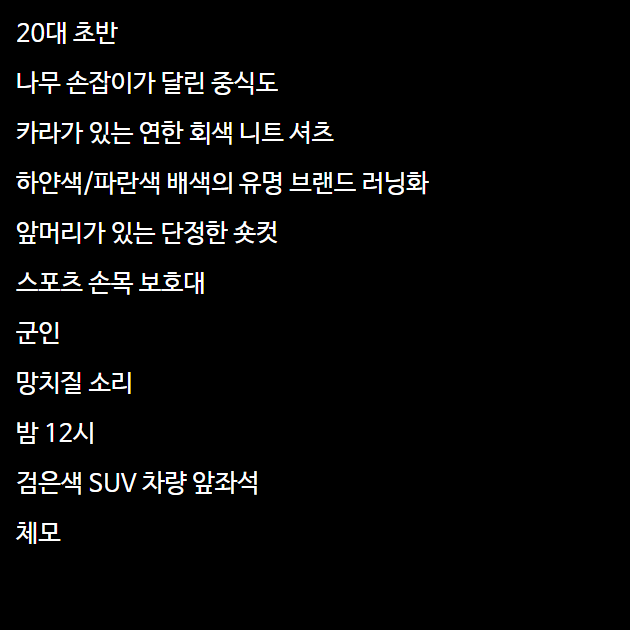 20대 초반
나무 손잡이가 달린 중식도
카라가 있는 연한 회색 니트 셔츠
하얀색/파란색 배색의 유명 브랜드 러닝화
앞머리가 있는 단정한 숏컷
스포츠 손목 보호대
군인
망치질 소리
밤 12시
검은색 SUV 차량 앞좌석
체모